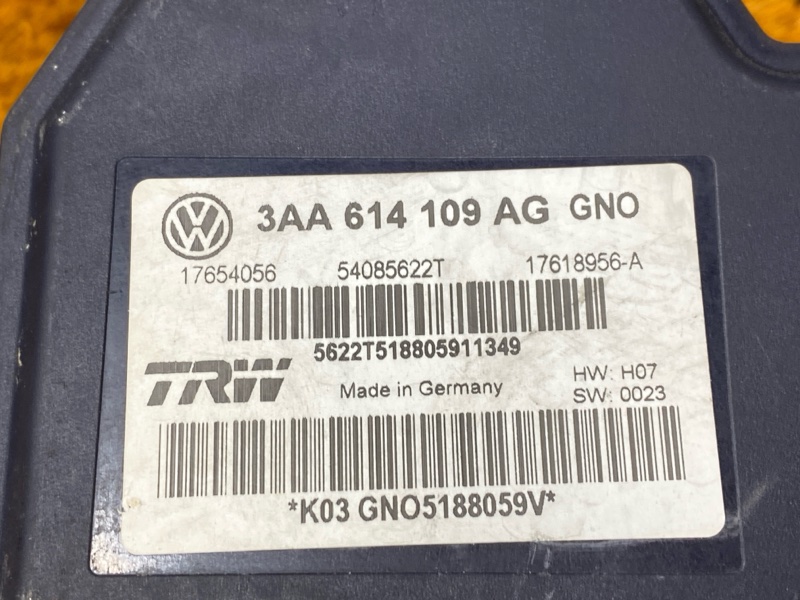 3AA 614 109 AG GNO
17654056 54085622T 17618956-A
5622T518805911349
TRW Made in Germany HW: H07
SW: 0023
*K03 GNO5188059V*